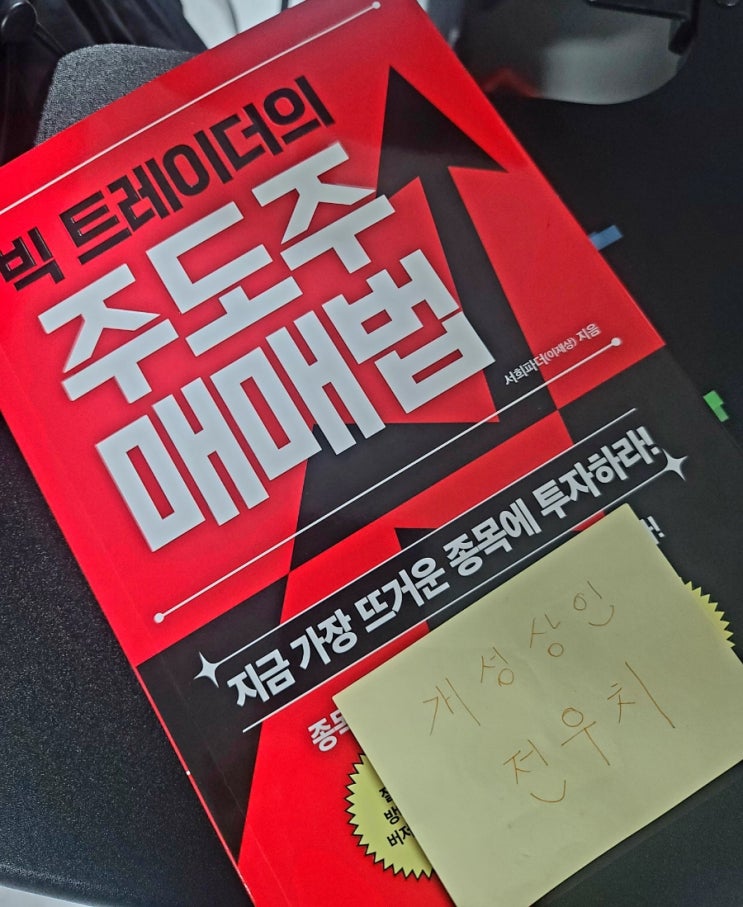 빅 트레이더의
주도주
매매법
서희파더(이재상) 지음
지금 가장 뜨거운 종목에 투자하라!
개성상인
전우치